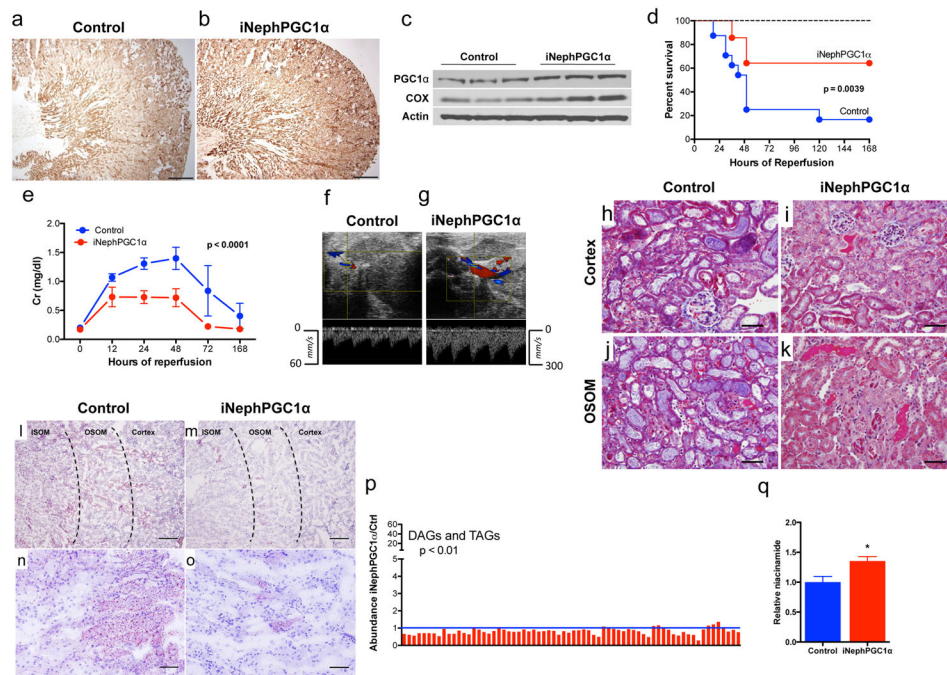 a
Control
b
iNephPGC1α
c
Control
iNephPGC1α
PGC1α
COX
Actin
d
Percent survival
100
80
60
40
20
0
iNephPGC1α
p = 0.0039
Control
0 24 48 72 96 120 144 168
Hours of Reperfusion
e
Cr (mg/dl)
2.0
1.5
1.0
0.5
0.0
Control
iNephPGC1α
p < 0.0001
0 12 24 48 72 168
Hours of reperfusion
f
Control
0
mm/s
60
g
iNephPGC1α
0
mm/s
300
Control
iNephPGC1α
h
i
Cortex
j
k
OSOM
Control
iNephPGC1α
l
ISOM
OSOM
Cortex
m
ISOM
OSOM
Cortex
n
o
p
Abundance iNephPGC1α/Ctrl
60
40
20
0
5
4
3
2
1
0
DAGs and TAGs
p < 0.01
q
Relative niacinamide
2.0
1.5
1.0
0.5
0.0
*
Control iNephPGC1α